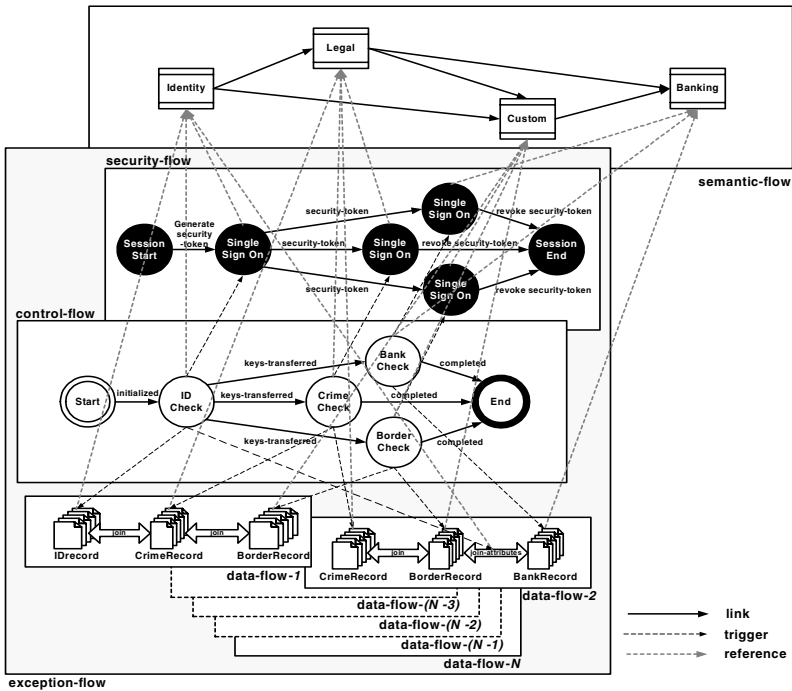 Legal
Identity
Banking
Custom
security-flow
semantic-flow
Single
Sign On
Generate
security
-token
security-token
revoke security-token
Session
Start
Single
Sign On
security-token
Single
Sign On
revoke security-token
Session
End
security-token
Single
Sign On
revoke security-token
control-flow
Bank
Check
keys-transferred
completed
Start
initialized
ID
Check
keys-transferred
Crime
Check
completed
End
keys-transferred
Border
Check
completed
join
join
IDrecord
CrimeRecord
BorderRecord
data-flow-1
join
join-attributes
CrimeRecord
BorderRecord
BankRecord
data-flow-2
data-flow-(N -3)
data-flow-(N -2)
data-flow-(N -1)
data-flow-N
exception-flow
link
trigger
reference